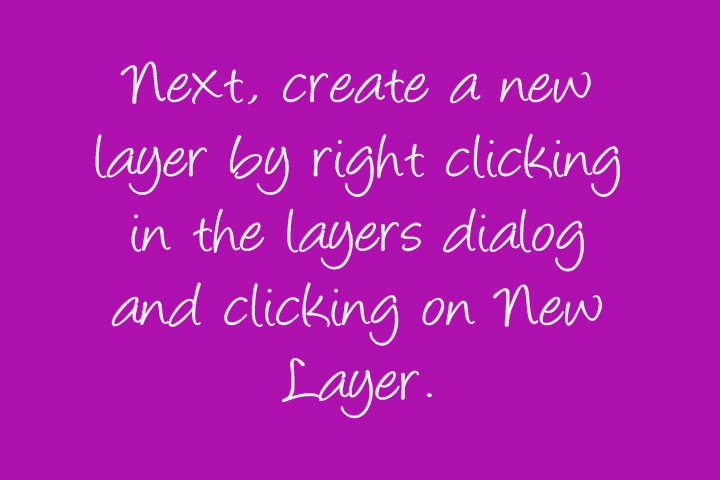 Next, create a new
layer by right clicking
in the layers dialog
and clicking on New
Layer.